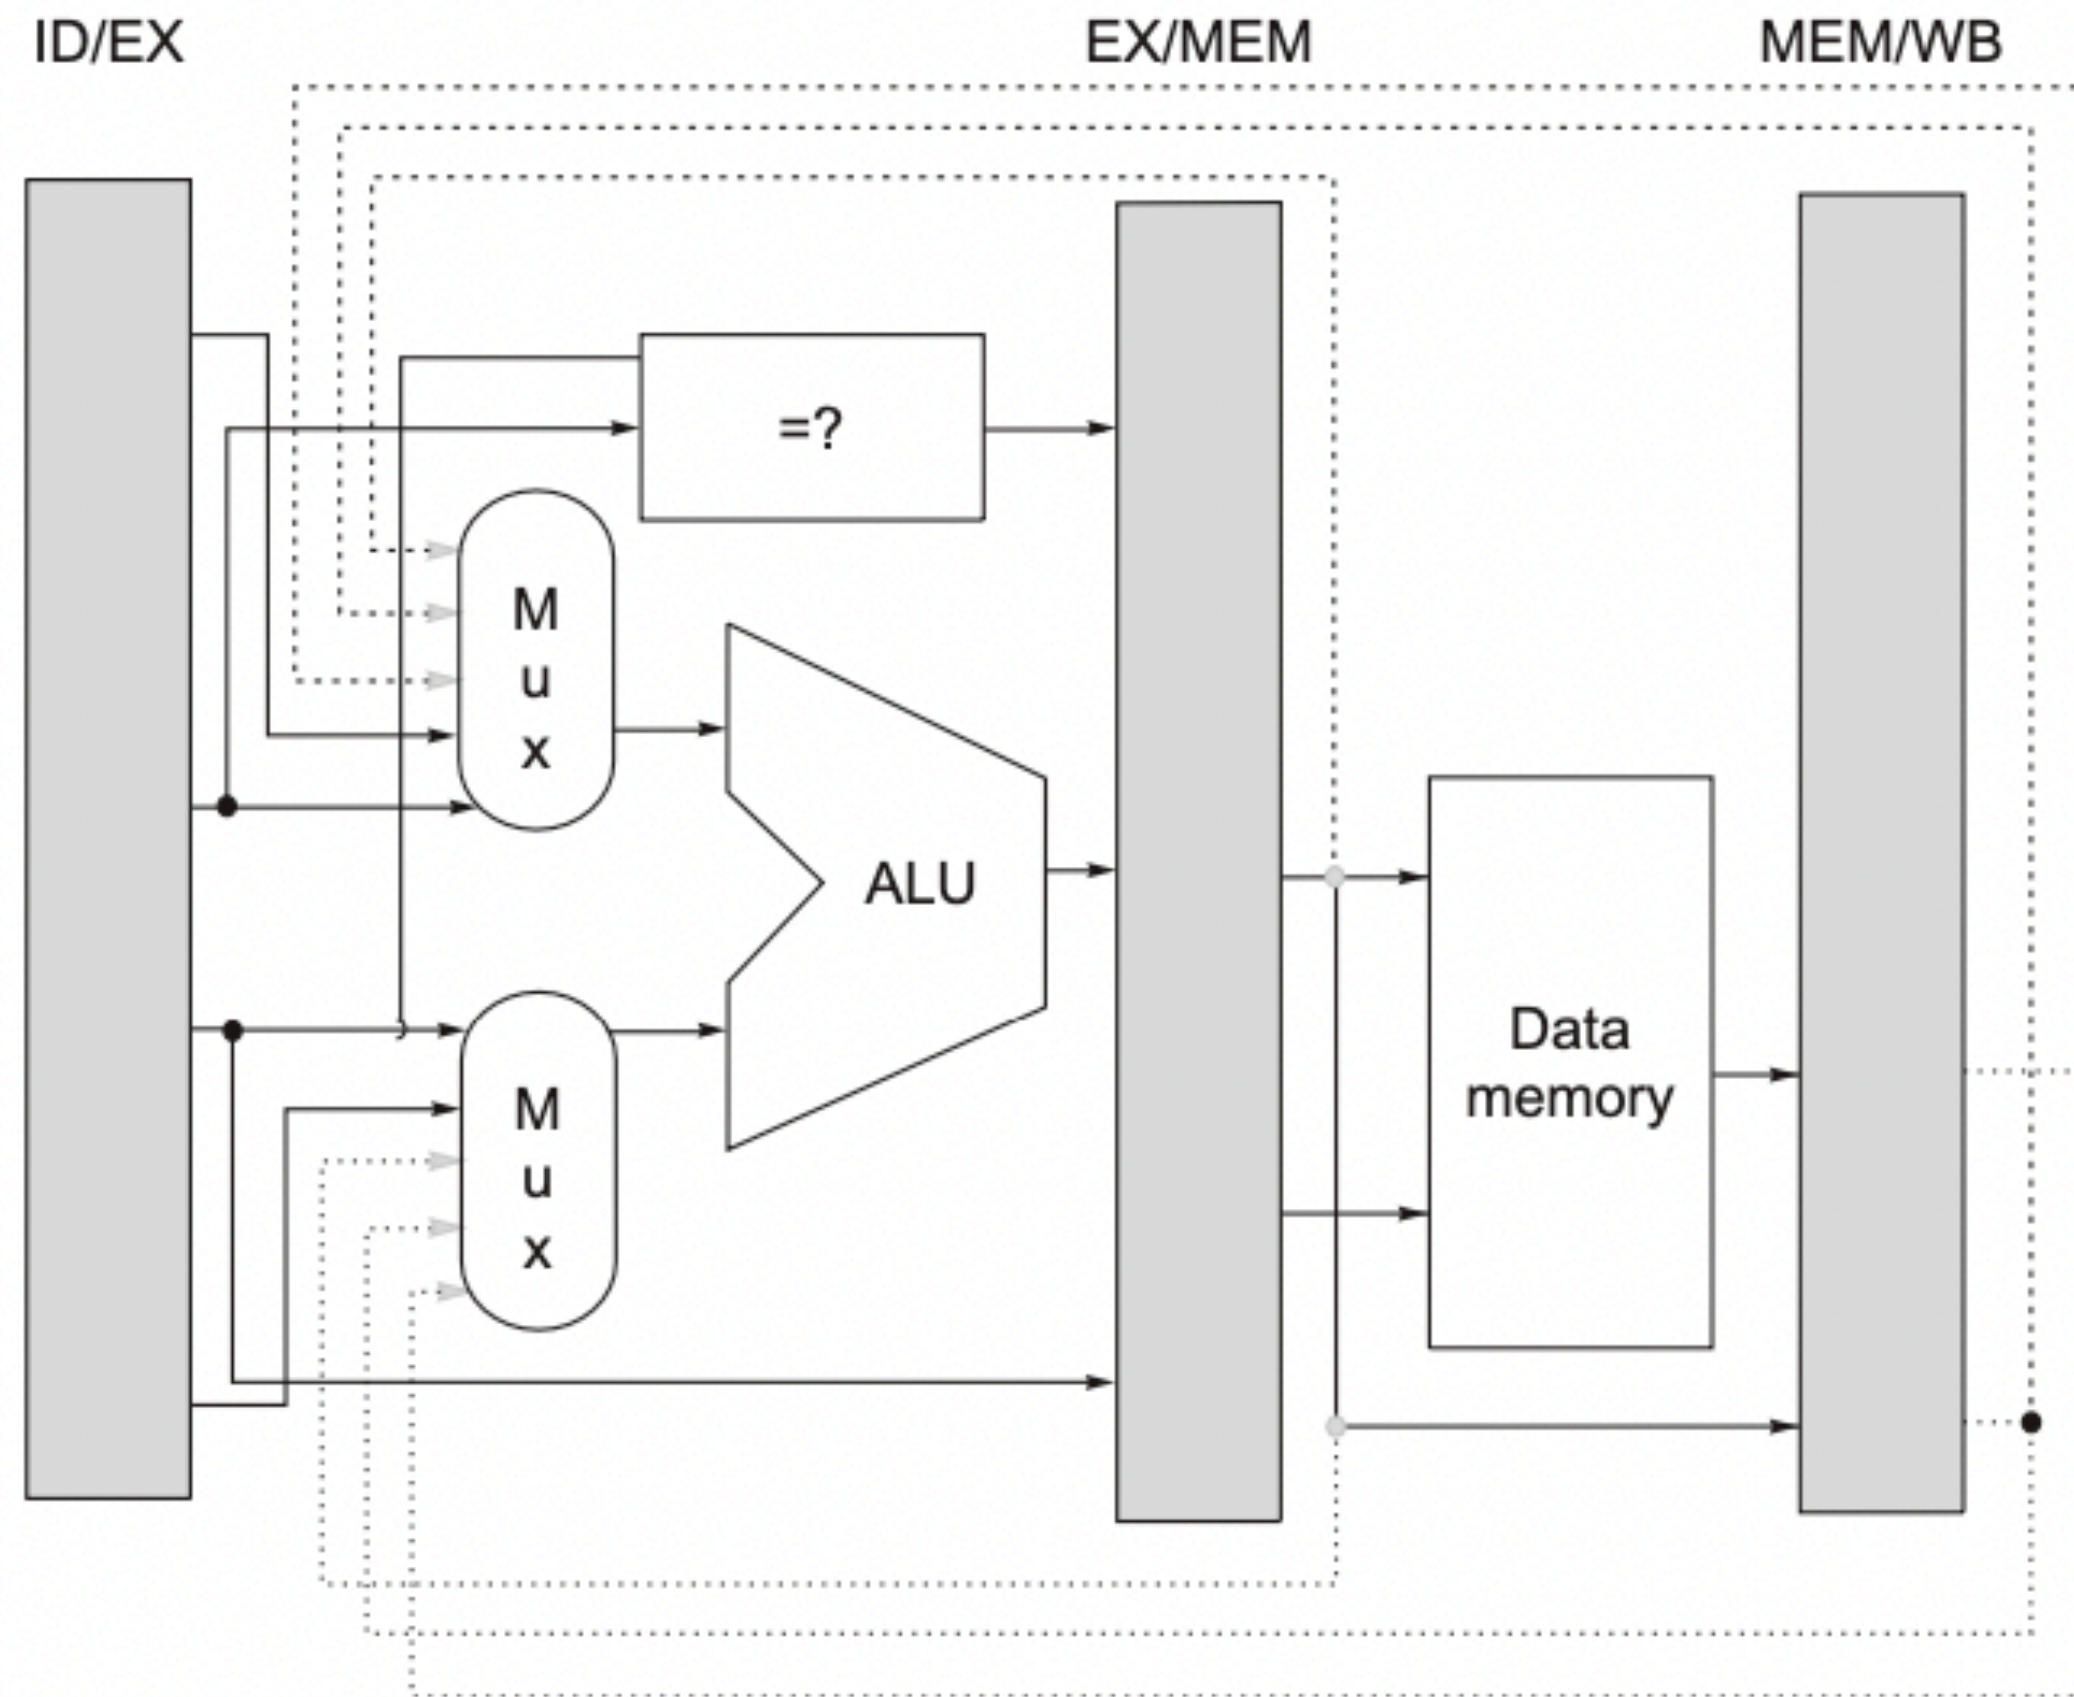 ID/EX
EX/MEM
MEM/WB
=?
M
u
x
ALU
M
u
x
Data
memory